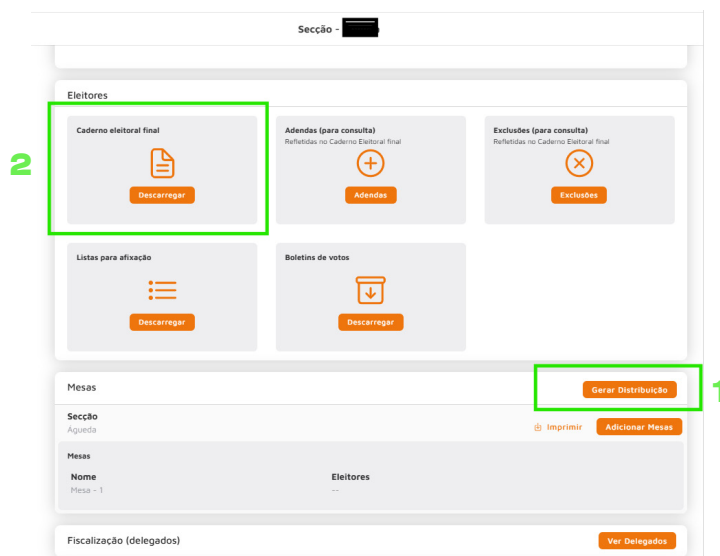 Secção -
Eleitores
2
Caderno eleitoral final
Descarregar
Adendas (para consulta)
Refletidas no Caderno Eleitoral final
Adendas
Exclusões (para consulta)
Refletidas no Caderno Eleitoral final
Exclusões
Listas para afixação
Descarregar
Boletins de votos
Descarregar
1
Mesas
Gerar Distribuição
Secção
Agueda
Imprimir
Adicionar Mesas
Mesas
Nome
Eleitores
Mesa - 1
--
Fiscalização (delegados)
Ver Delegados